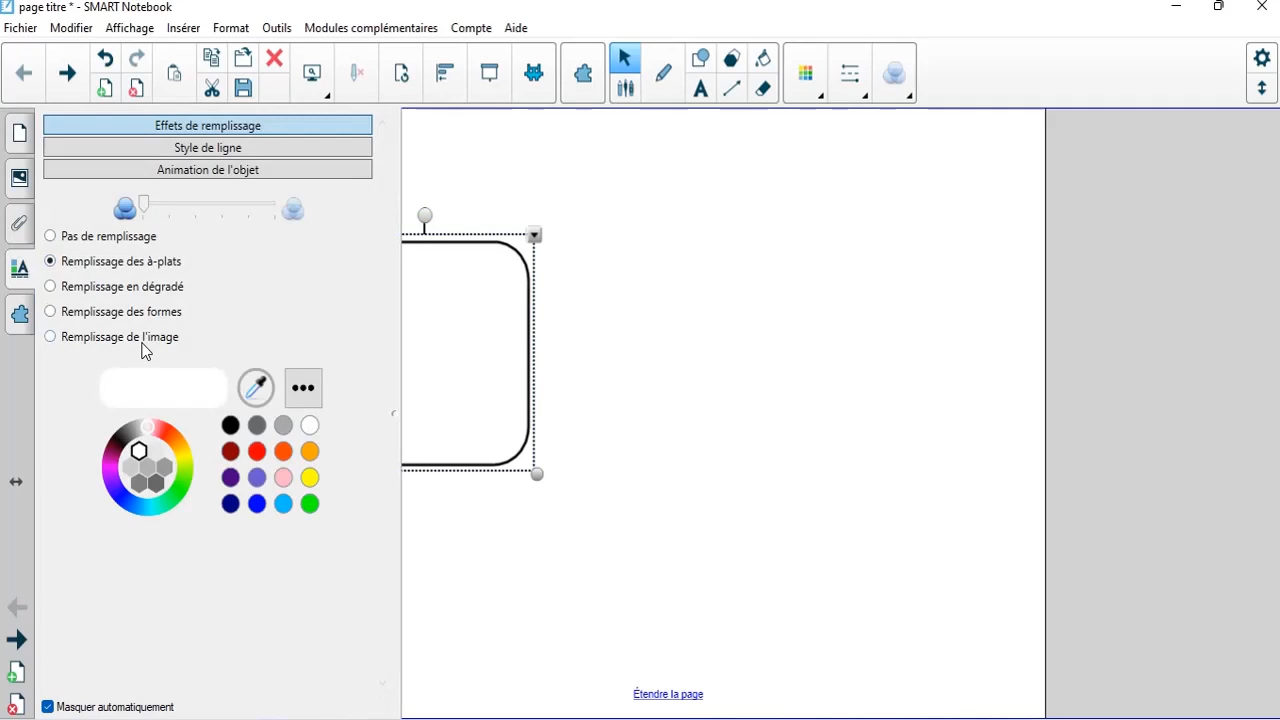 page titre * - SMART Notebook
Fichier Modifier Affichage Insérer Format Outils Modules complémentaires Compte Aide
Effets de remplissage
Style de ligne
Animation de l'objet
Pas de remplissage
Remplissage des à-plats
Remplissage en dégradé
Remplissage des formes
Remplissage de l'image
Masquer automatiquement
Étendre la page